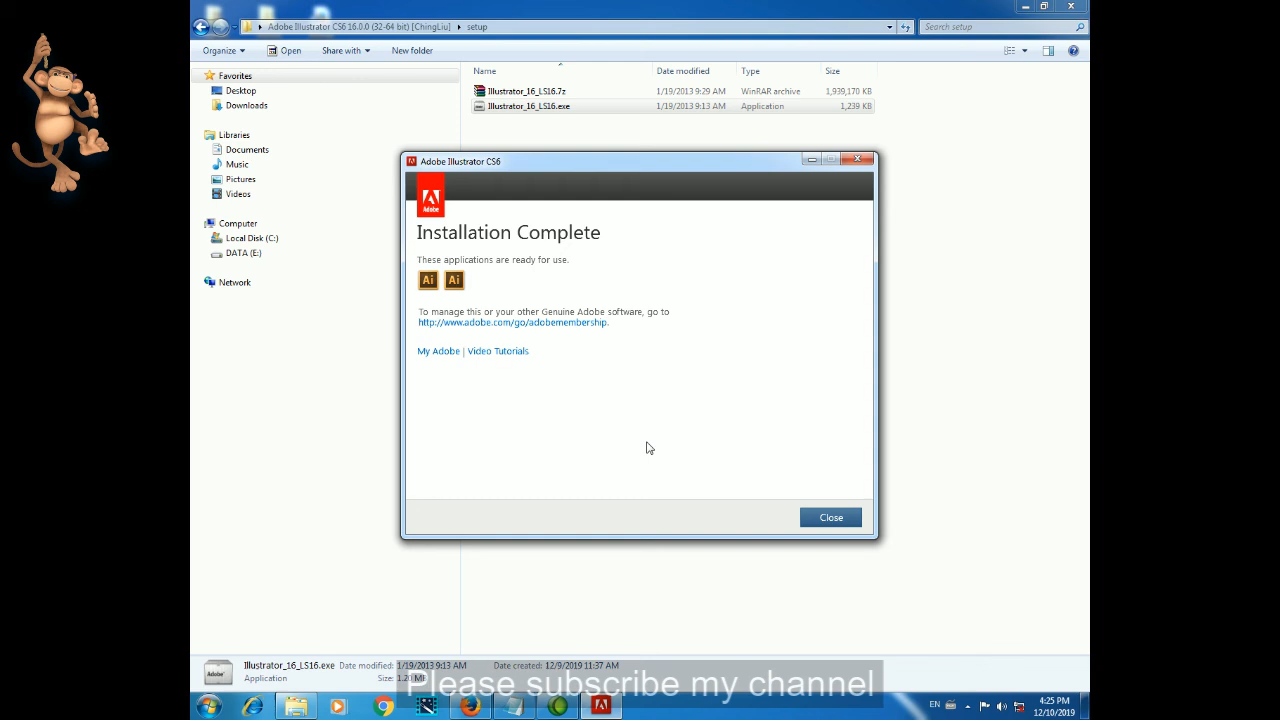 Adobe Illustrator CS6 16.0.0 (32-64 bit) [ChingLiu] ▸ setup
Search setup
Organize
Open
Share with
New folder
Favorites
Desktop
Downloads
Libraries
Documents
Music
Pictures
Videos
Computer
Local Disk (C:)
DATA (E:)
Network
Name Date modified Type Size
Illustrator_16_LS16.7z 1/19/2013 9:29 AM WinRAR archive 1,939,170 KB
Illustrator_16_LS16.exe 1/19/2013 9:13 AM Application 1,239 KB
Adobe Illustrator CS6
Adobe
Installation Complete
These applications are ready for use.
Ai Ai
To manage this or your other Genuine Adobe software, go to
http://www.adobe.com/go/adobemembership.
My Adobe | Video Tutorials
Close
Adobe
Illustrator_16_LS16.exe Date modified: 1/19/2013 9:13 AM Date created: 12/9/2019 11:37 AM
Application Size: 1.20 MB
Please subscribe my channel
EN
4:25 PM
12/10/2019